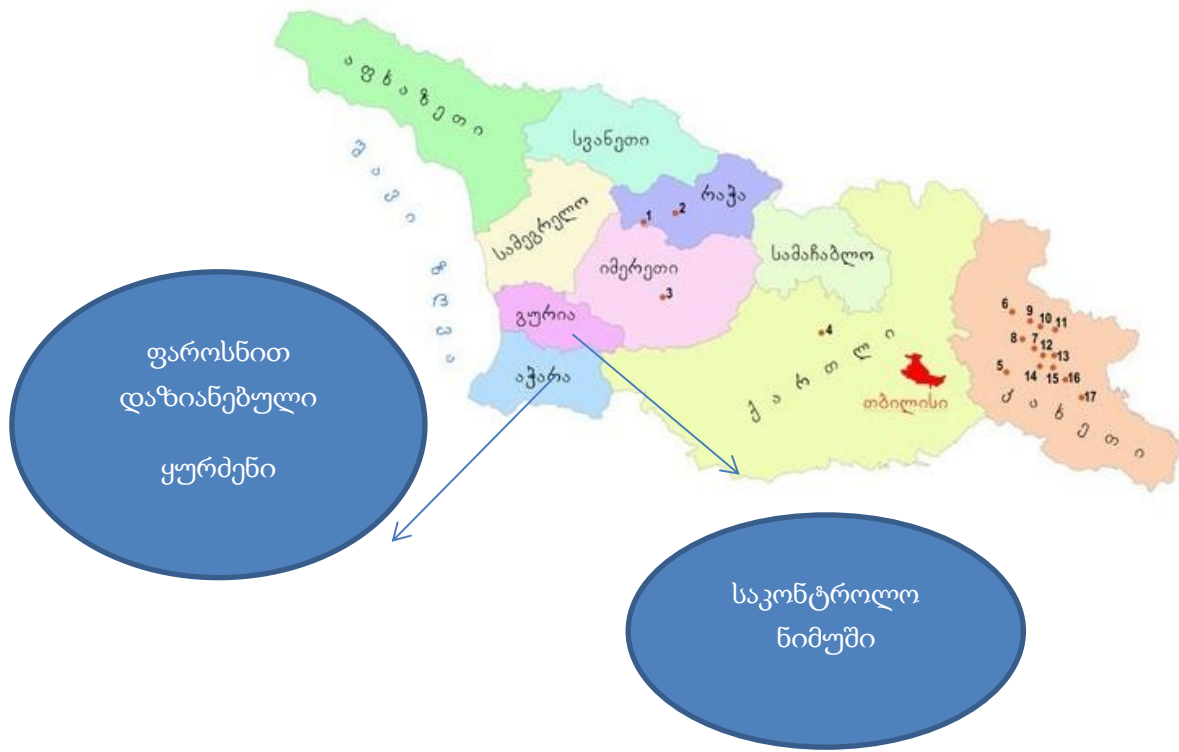 აფხაზეთი
სვანეთი
რაჭა
1
2
სამეგრელო
შავი ზღვა
იმერეთი
3
სამაჩაბლო
გურია
აჭარა
4
ქართლი
თბილისი
6
9
10
11
8
7
12
13
5
14
15
16
17
კახეთი
ფაროსნით
დაზიანებული
ყურძენი
საკონტროლო
ნიმუში